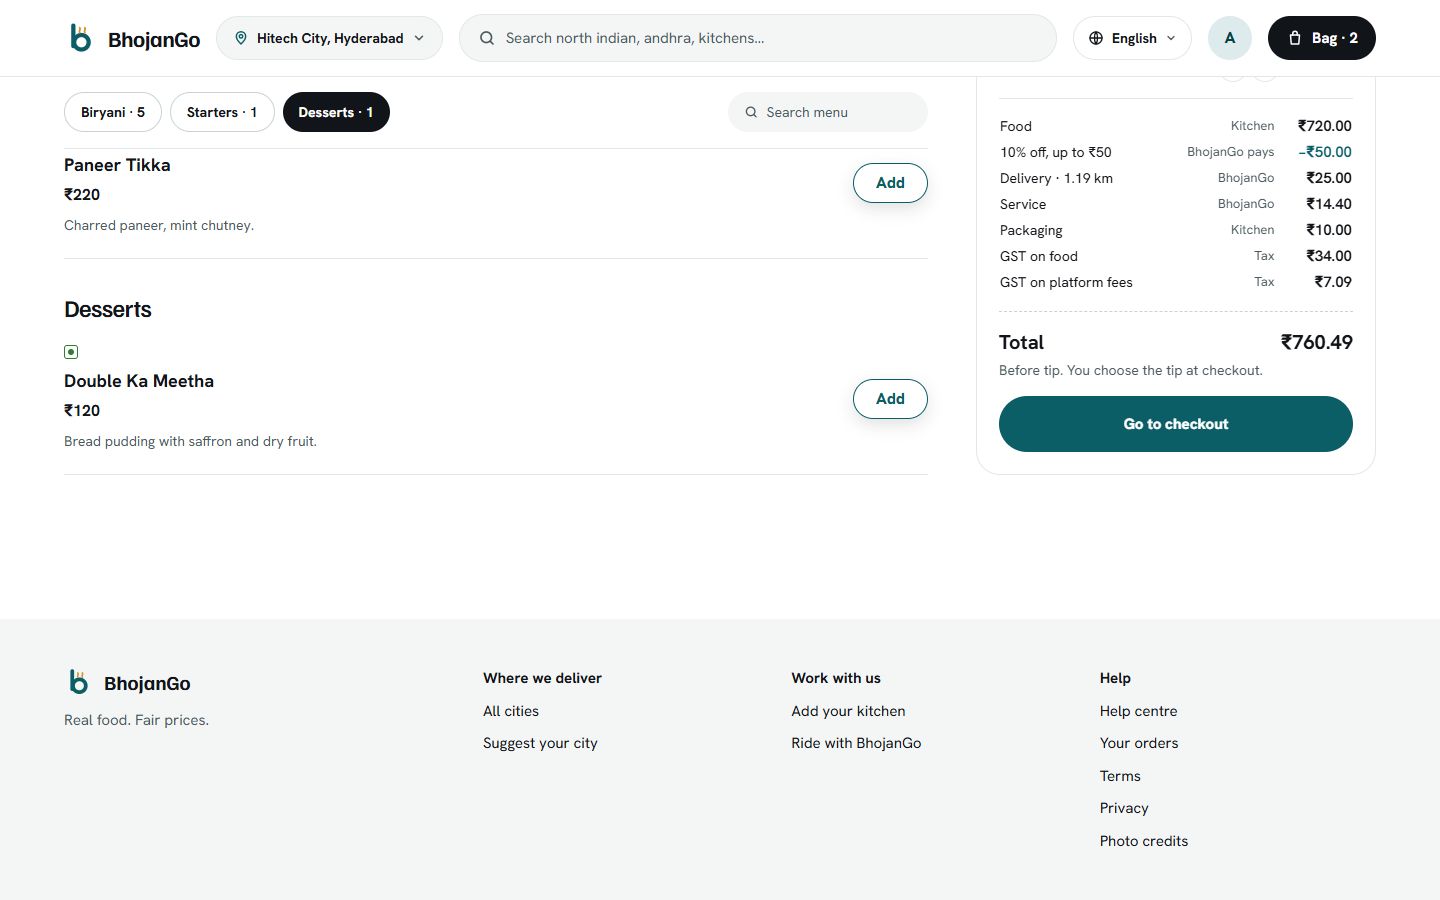 BhojanGo
Hitech City, Hyderabad
Search north indian, andhra, kitchens...
English
A
Bag · 2
Biryani · 5
Starters · 1
Desserts · 1
Search menu
Paneer Tikka
₹220
Charred paneer, mint chutney.
Add
Desserts
Double Ka Meetha
₹120
Bread pudding with saffron and dry fruit.
Add
Food Kitchen ₹720.00
10% off, up to ₹50 BhojanGo pays −₹50.00
Delivery · 1.19 km BhojanGo ₹25.00
Service BhojanGo ₹14.40
Packaging Kitchen ₹10.00
GST on food Tax ₹34.00
GST on platform fees Tax ₹7.09
Total ₹760.49
Before tip. You choose the tip at checkout.
Go to checkout
BhojanGo
Real food. Fair prices.
Where we deliver
All cities
Suggest your city
Work with us
Add your kitchen
Ride with BhojanGo
Help
Help centre
Your orders
Terms
Privacy
Photo credits